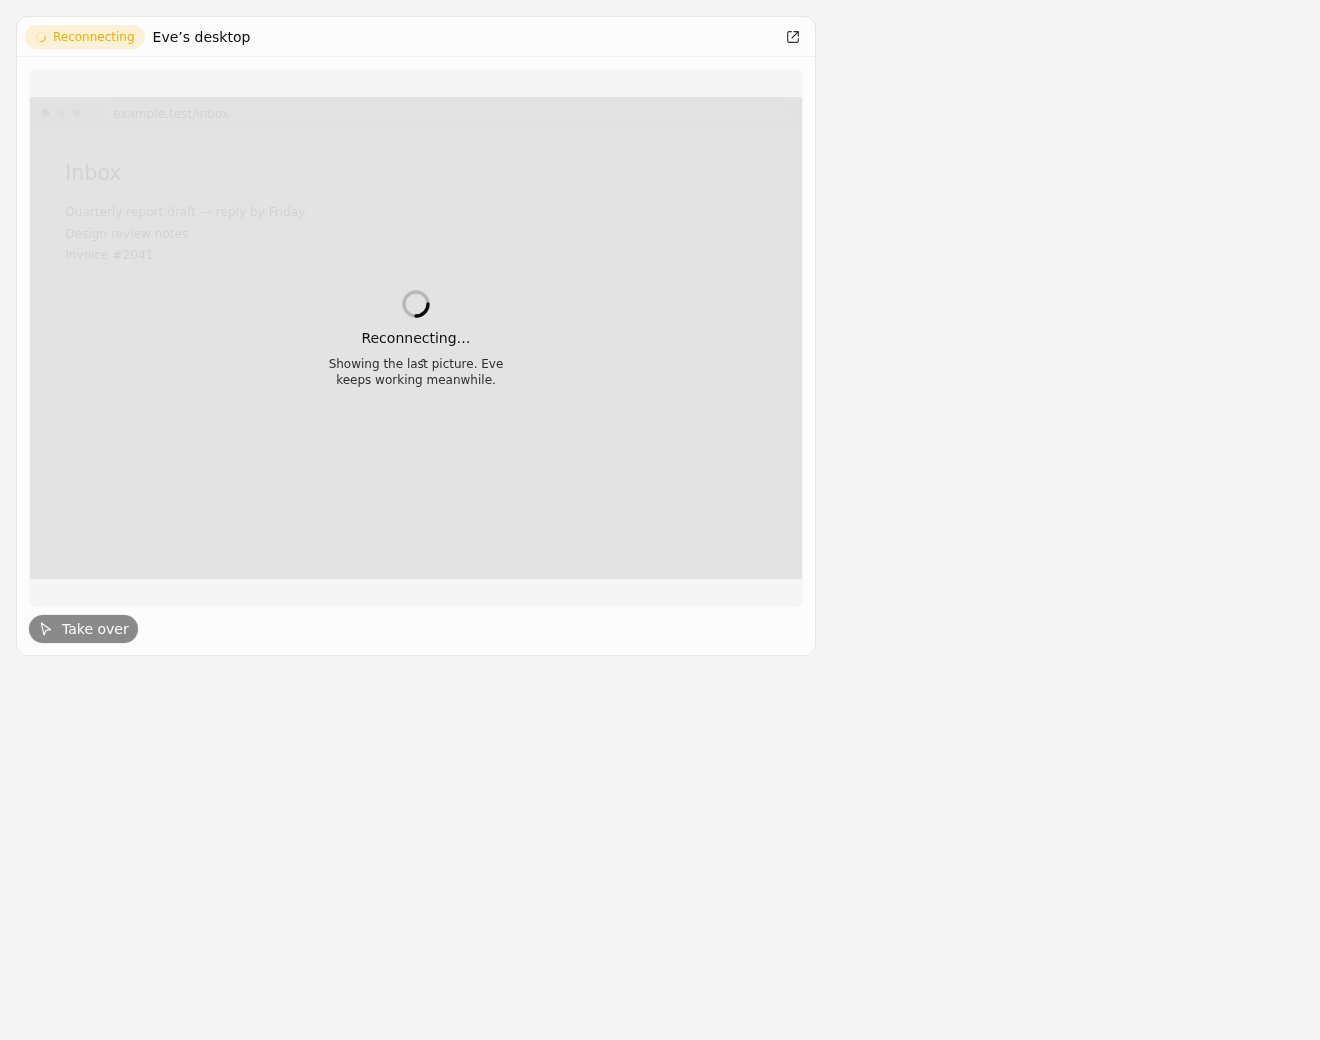 Reconnecting Eve’s desktop
example.test/inbox
Inbox
Quarterly report draft — reply by Friday
Design review notes
Invoice #2041
Reconnecting…
Showing the last picture. Eve
keeps working meanwhile.
Take over